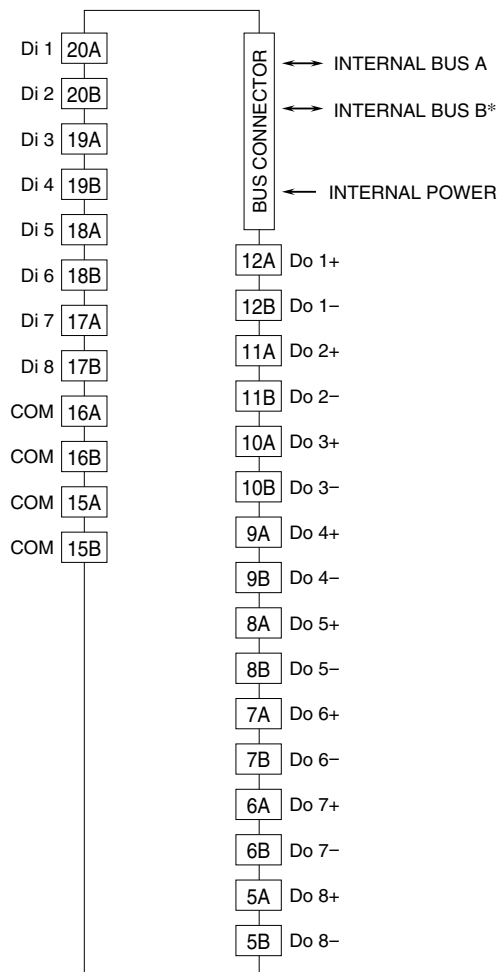 Di 1 20A
Di 2 20B
Di 3 19A
Di 4 19B
Di 5 18A
Di 6 18B
Di 7 17A
Di 8 17B
COM 16A
COM 16B
COM 15A
COM 15B
BUS CONNECTOR
INTERNAL BUS A
INTERNAL BUS B*
INTERNAL POWER
12A Do 1+
12B Do 1−
11A Do 2+
11B Do 2−
10A Do 3+
10B Do 3−
9A Do 4+
9B Do 4−
8A Do 5+
8B Do 5−
7A Do 6+
7B Do 6−
6A Do 7+
6B Do 7−
5A Do 8+
5B Do 8−